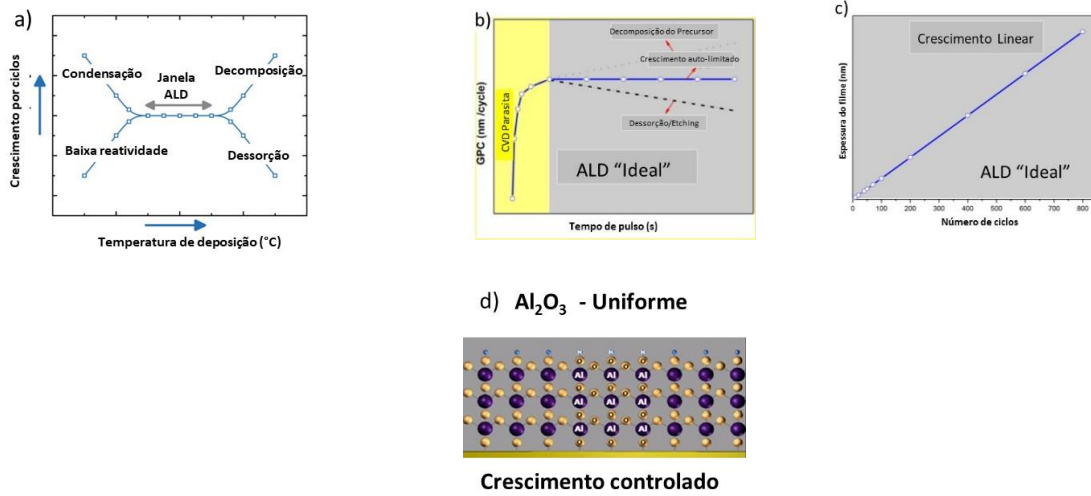 a)
Crescimento por ciclos
Condensação
Decomposição
Janela
ALD
Baixa reatividade
Dessorção
Temperatura de deposição (°C)
b)
GPC (nm /cycle)
CVD Parasita
Decomposição do Precursor
Crescimento auto-limitado
Dessorção/Etching
ALD “Ideal”
Tempo de pulso (s)
c)
Espessura do filme (nm)
Crescimento Linear
ALD “Ideal”
0 100 200 300 400 500 600 700 800
Número de ciclos
d) Al₂O₃ - Uniforme
Al Al Al
Al Al Al
Al Al Al
Crescimento controlado